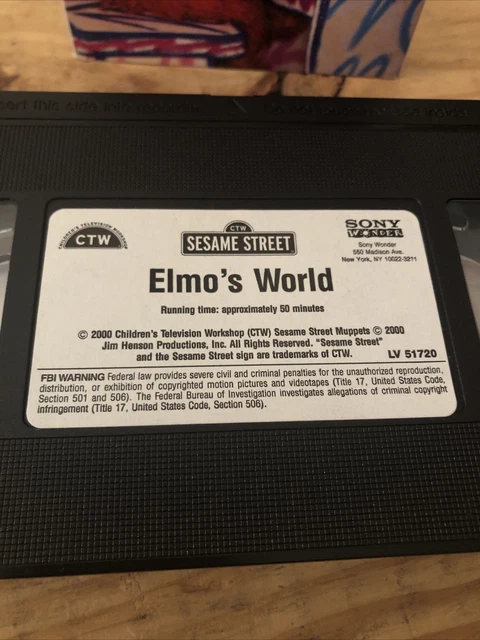 CHILDREN'S TELEVISION WORKSHOP
CTW
CTW
SESAME STREET
SONY
WONDER
Sony Wonder
550 Madison Ave.
New York, NY 10022-3211
Elmo's World
Running time: approximately 50 minutes
© 2000 Children's Television Workshop (CTW) Sesame Street Muppets © 2000
Jim Henson Productions, Inc. All Rights Reserved. "Sesame Street"
and the Sesame Street sign are trademarks of CTW.
LV 51720
FBI WARNING Federal law provides severe civil and criminal penalties for the unauthorized reproduction,
distribution, or exhibition of copyrighted motion pictures and videotapes (Title 17, United States Code,
Section 501 and 506). The Federal Bureau of Investigation investigates allegations of criminal copyright
infringement (Title 17, United States Code, Section 506).